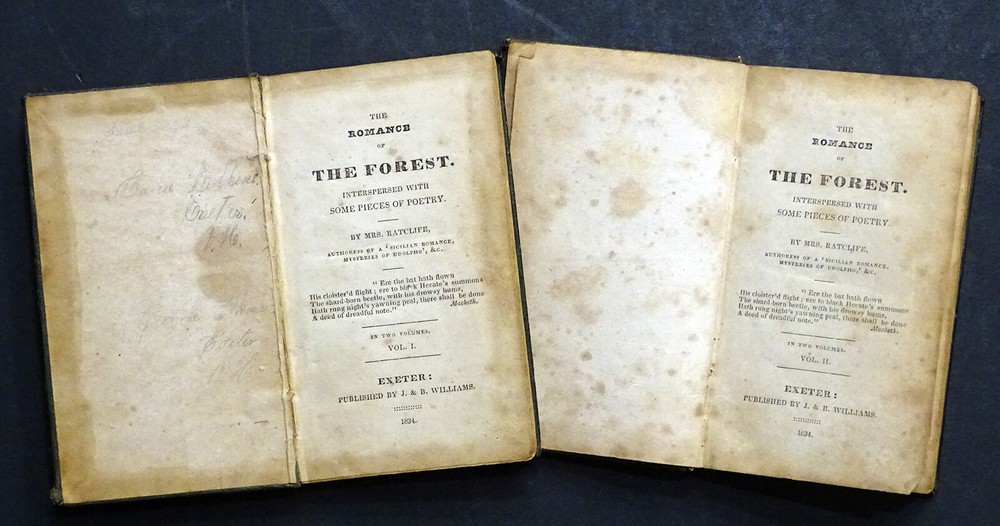 Exeter
N.H.
THE
ROMANCE
OF
THE FOREST.
INTERSPERSED WITH
SOME PIECES OF POETRY.
BY MRS. RATCLIFE,
AUTHORESS OF A 'SICILIAN ROMANCE,
MYSTERIES OF UDOLPHO', &C.
" Ere the bat hath flown
His cloister'd flight ; ere to black Hecate's summons
The shard-born beetle, with his drowsy hums,
Hath rung night's yawning peal, there shall be done
A deed of dreadful note." Macbeth.
IN TWO VOLUMES.
VOL. I.
EXETER :
PUBLISHED BY J. & B. WILLIAMS.
1834.
THE
ROMANCE
OF
THE FOREST.
INTERSPERSED WITH
SOME PIECES OF POETRY.
BY MRS. RATCLIFE,
AUTHORESS OF A 'SICILIAN ROMANCE,
MYSTERIES OF UDOLPHO,' &C.
" Ere the bat hath flown
His cloister'd flight ; ere to black Hecate's summons
The shard-born beetle, with his drowsy hums,
Hath rung night's yawning peal, there shall be done
A deed of dreadful note." Macbeth.
IN TWO VOLUMES.
VOL. II.
EXETER :
PUBLISHED BY J. & B. WILLIAMS.
1834.